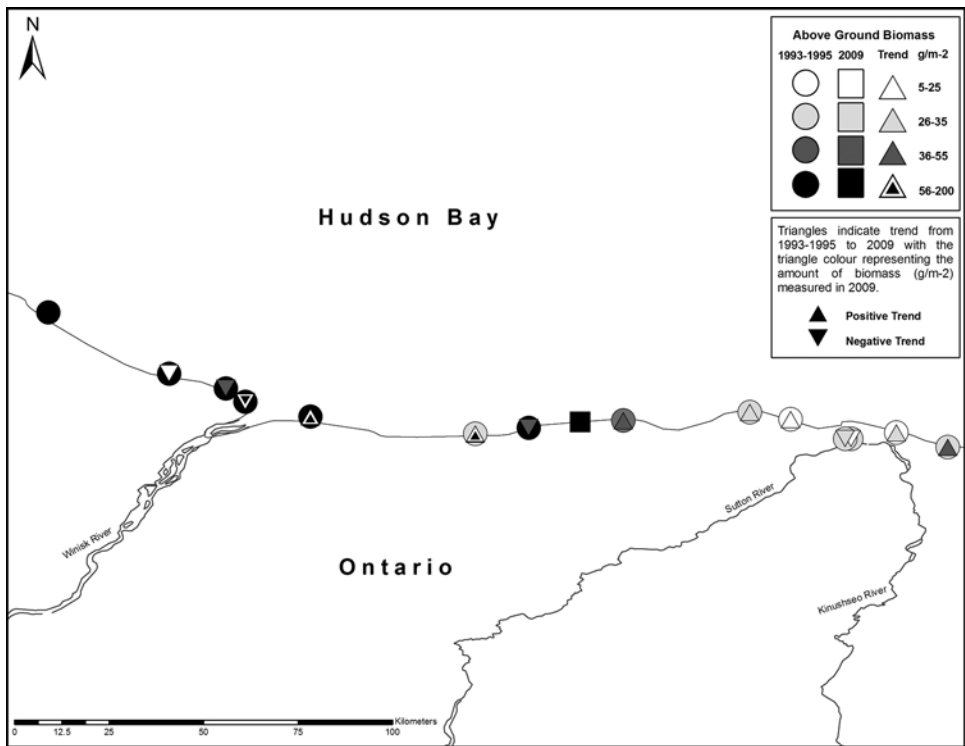 N
Above Ground Biomass
1993-1995 2009 Trend g/m-2
5-25
26-35
36-55
56-200
Triangles indicate trend from
1993-1995 to 2009 with the
triangle colour representing the
amount of biomass (g/m-2)
measured in 2009.
Positive Trend
Negative Trend
Hudson Bay
Winisk River
Ontario
Sutton River
Kinushseo River
Kilometers
0 12.5 25 50 75 100